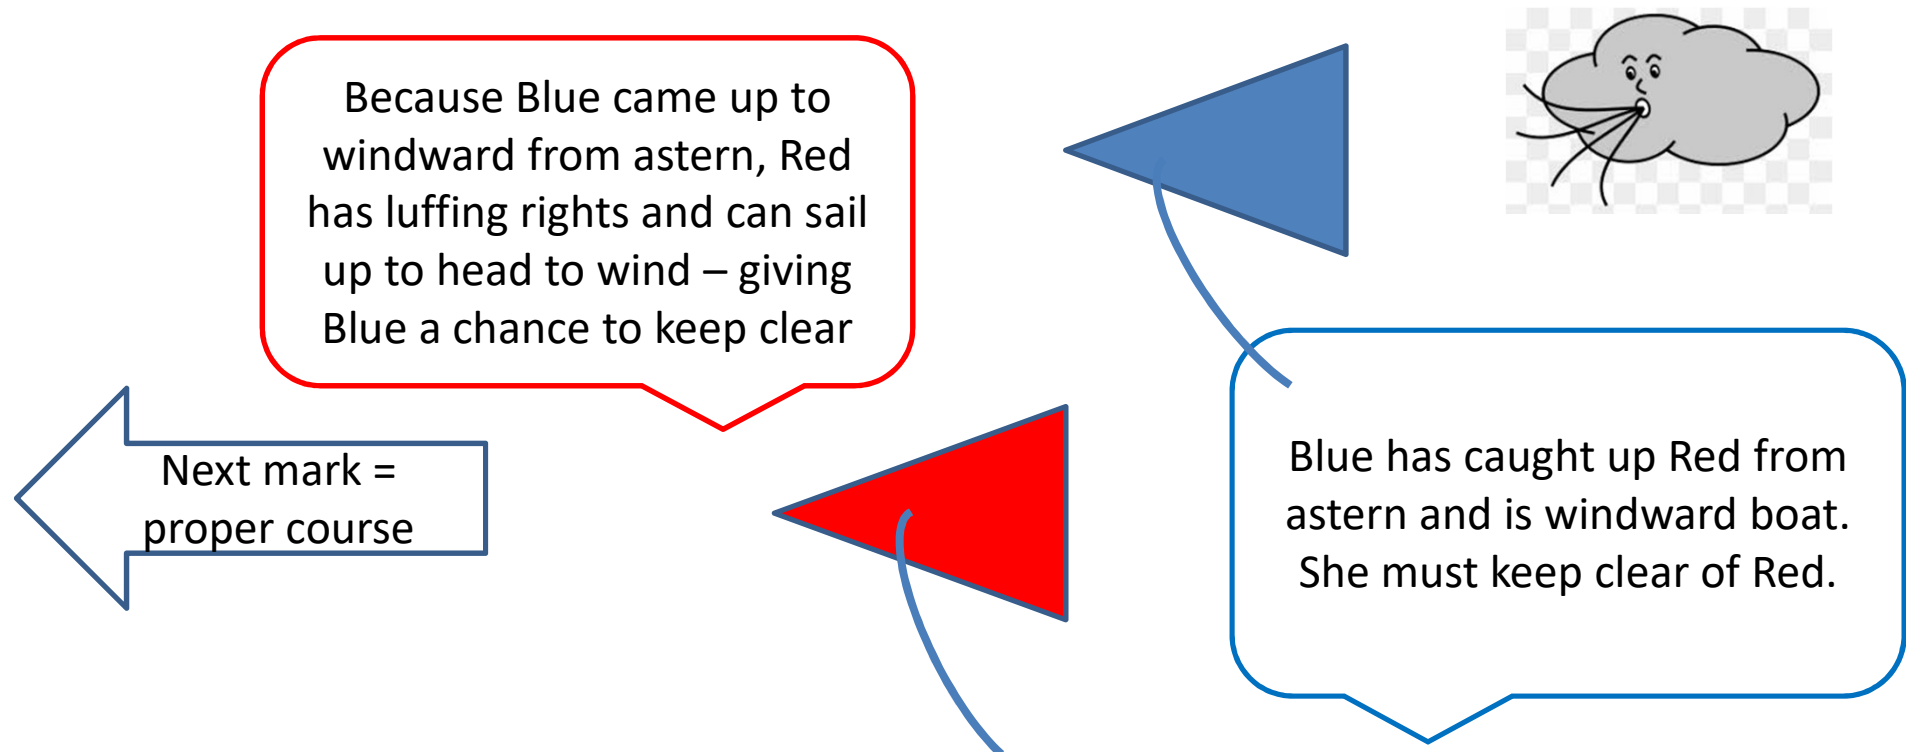 Because Blue came up to
windward from astern, Red
has luffing rights and can sail
up to head to wind – giving
Blue a chance to keep clear
Next mark =
proper course
Blue has caught up Red from
astern and is windward boat.
She must keep clear of Red.